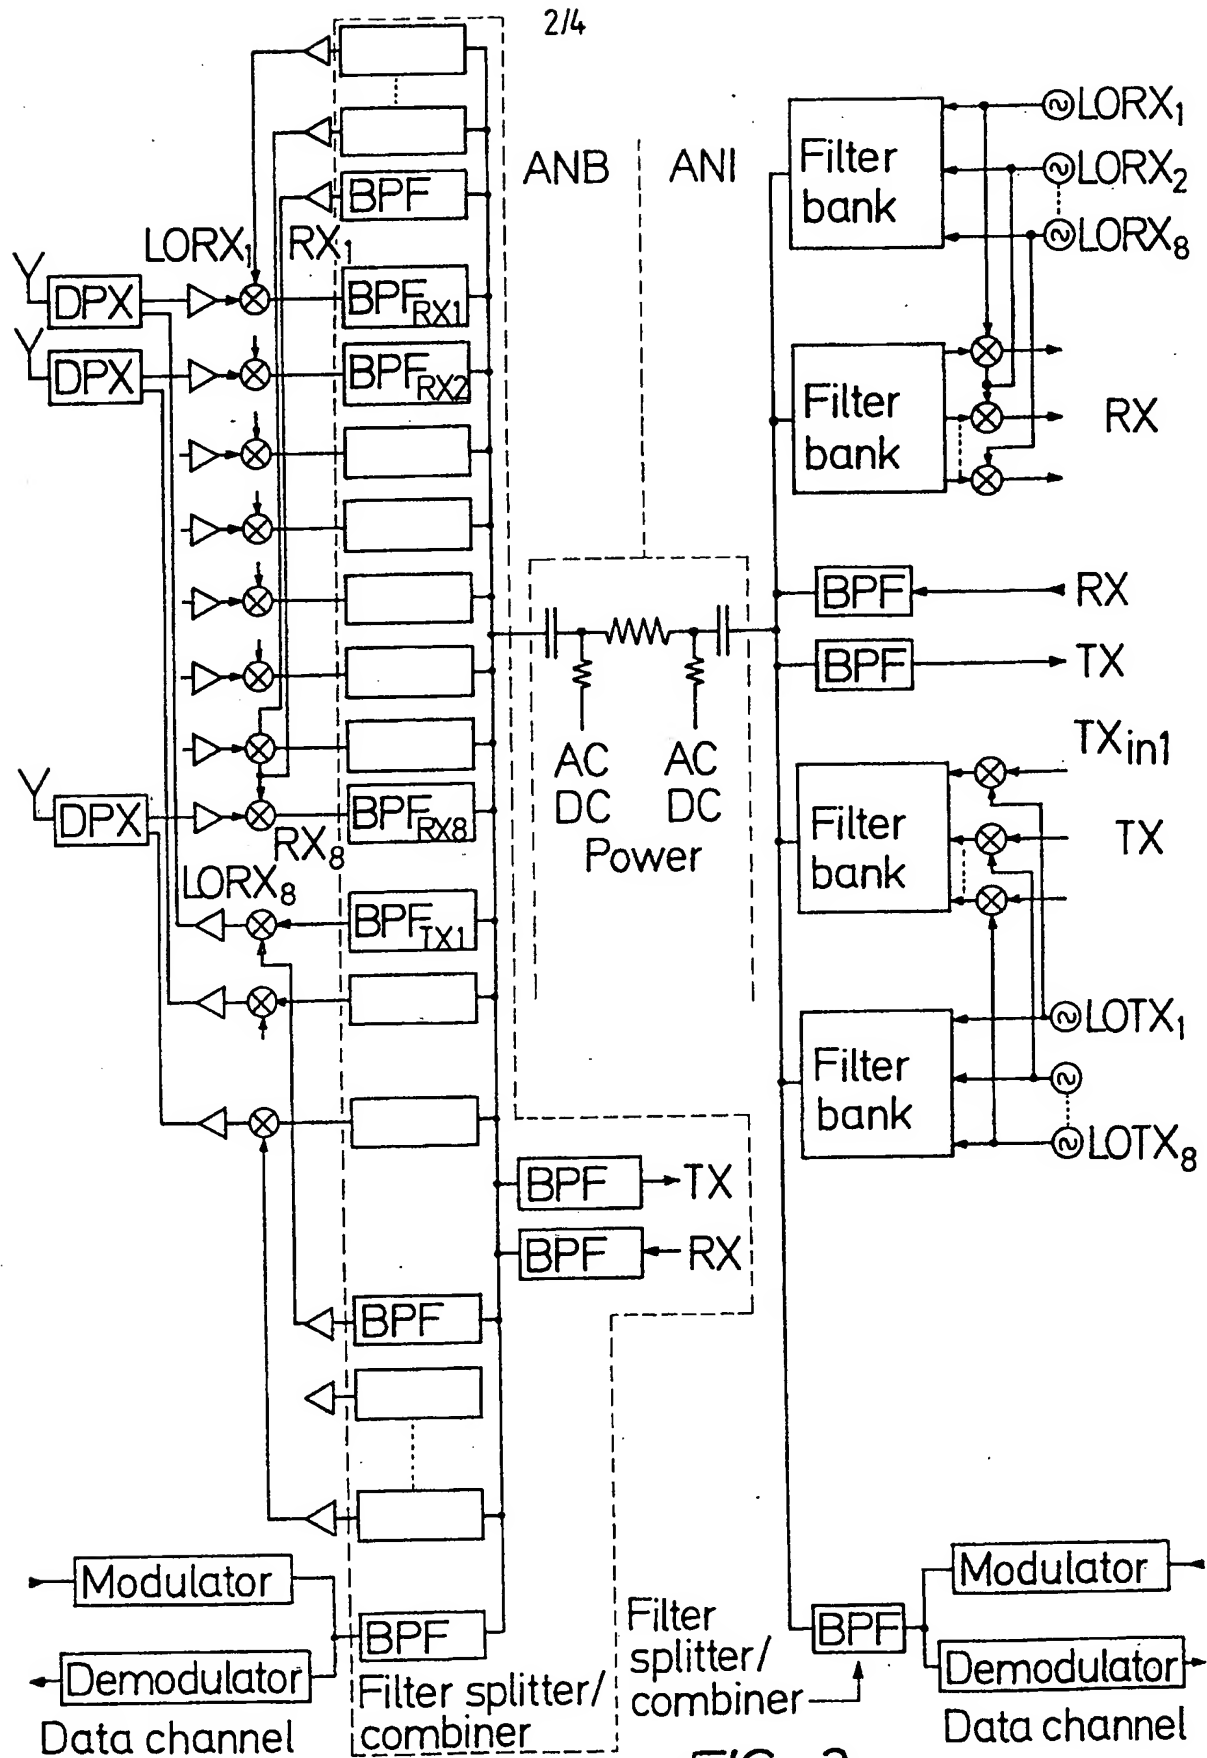 2/4
ANB
ANI
LORX1
LORX2
LORX8
Filter
bank
BPF
LORX1
RX1
DPX
BPFRX1
DPX
BPFRX2
Filter
bank
RX
BPF
RX
BPF
TX
AC
DC
AC
DC
Power
TXin1
TX
Filter
bank
DPX
BPFRX8
RX8
LORX8
BPFTX1
LOTX1
Filter
bank
LOTX8
BPF
TX
BPF
RX
BPF
Modulator
Demodulator
Data channel
BPF
Filter splitter/
combiner
Filter
splitter/
combiner
BPF
Modulator
Demodulator
Data channel